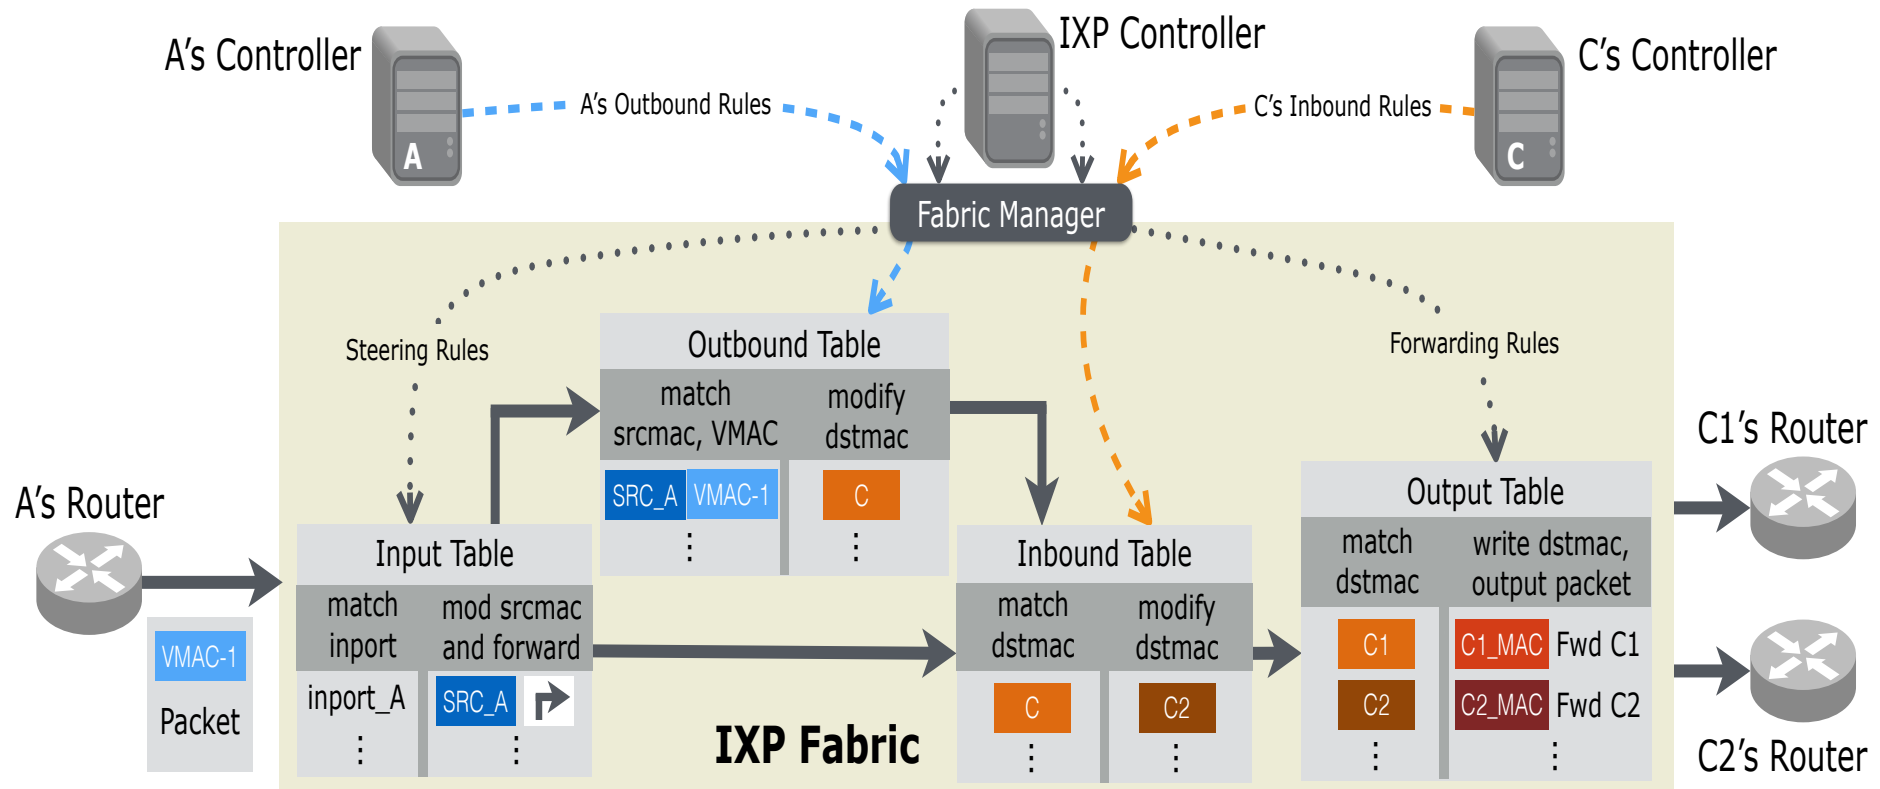 A's Controller
A
A's Outbound Rules
IXP Controller
C's Inbound Rules
C
C's Controller
Fabric Manager
Steering Rules
Forwarding Rules
A's Router
VMAC-1
Packet
Input Table
match
inport
mod srcmac
and forward
inport_A
SRC_A
Outbound Table
match
srcmac, VMAC
modify
dstmac
SRC_A
VMAC-1
C
Inbound Table
match
dstmac
modify
dstmac
C
C2
Output Table
match
dstmac
write dstmac,
output packet
C1
C1_MAC Fwd C1
C2
C2_MAC Fwd C2
IXP Fabric
C1's Router
C2's Router